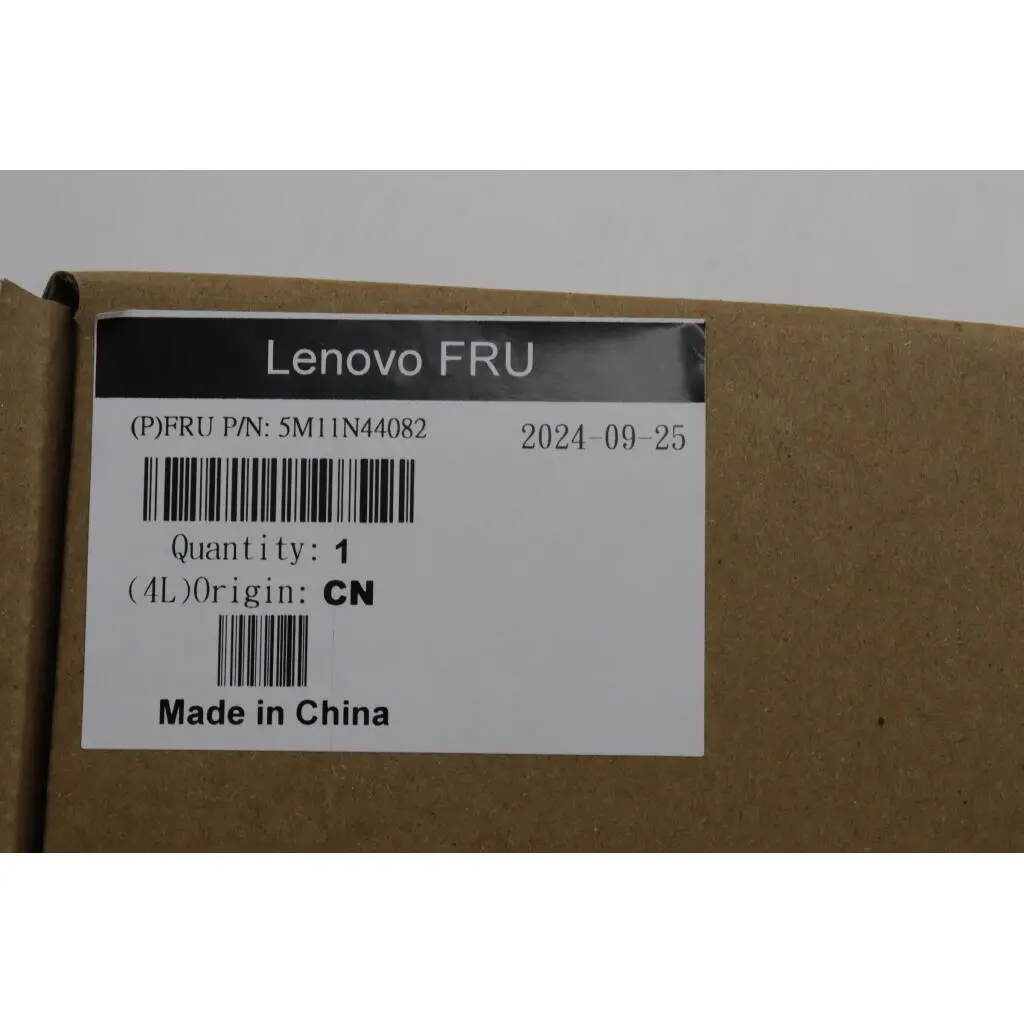 Lenovo FRU
(P)FRU P/N: 5M11N44082
2024-09-25
Quantity: 1
(4L)Origin: CN
Made in China